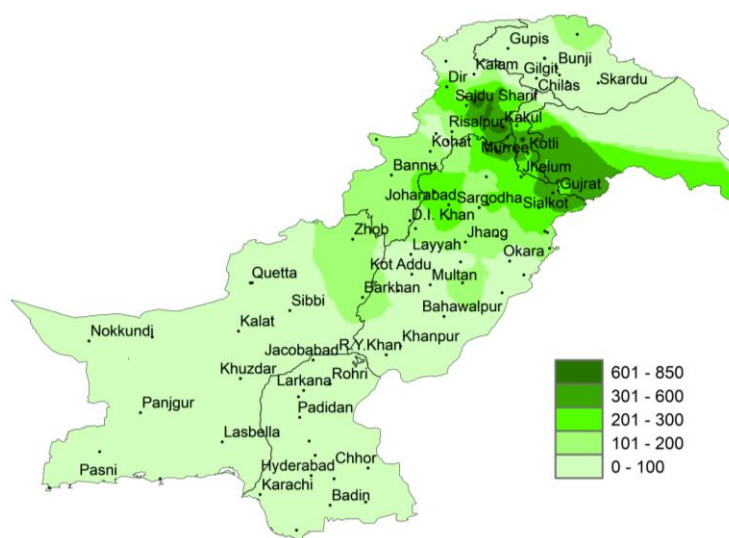 Gupis
Bunji
Kalam
Gilgit
Dir
Chilas
Skardu
Sajdu Sharif
Risalpur
Kakul
Kohat
Murree
Kotli
Bannu
Jhelum
Gujrat
Joharabad
Sargodha
Sialkot
D.I. Khan
Zhob
Jhang
Layyah
Okara
Kot Addu
Quetta
Multan
Barkhan
Sibbi
Bahawalpur
Nokkundi
Kalat
Khanpur
R.Y.Khan
Jacobabad
Khuzdar
Rohri
Larkana
Panjgur
Padidan
Lasbella
Pasni
Hyderabad
Chhor
Karachi
Badin
601 - 850
301 - 600
201 - 300
101 - 200
0 - 100